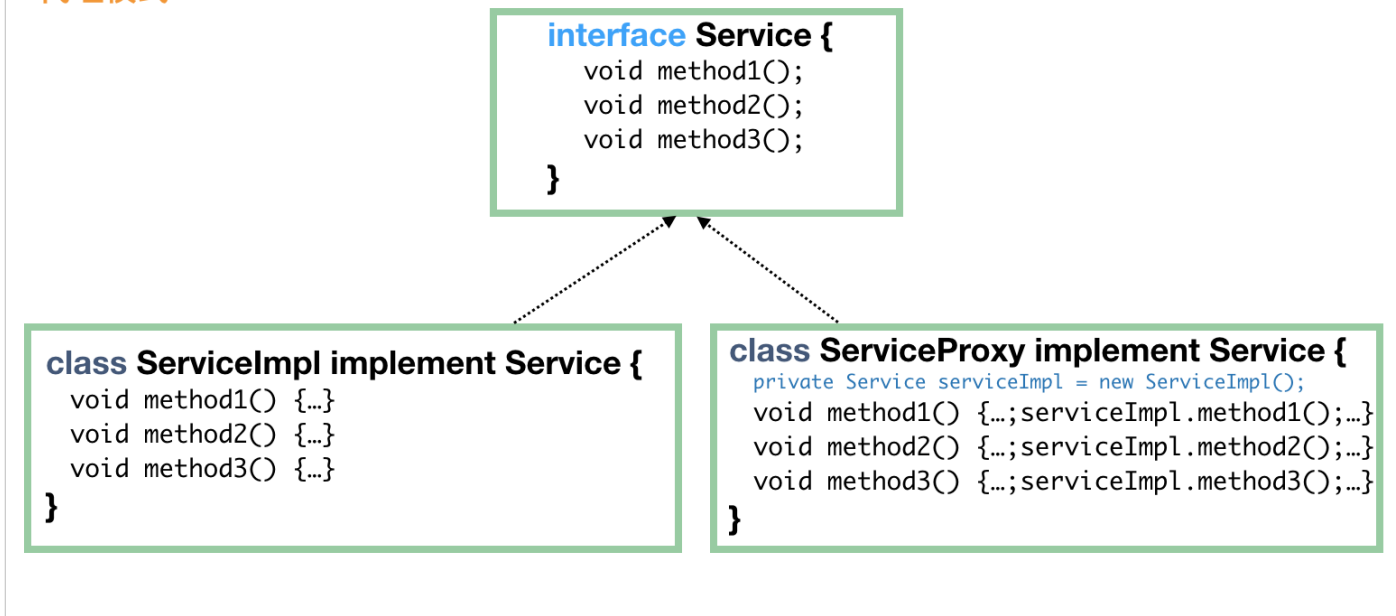 interface Service {
void method1();
void method2();
void method3();
}
class ServiceImpl implement Service {
void method1() {…}
void method2() {…}
void method3() {…}
}
class ServiceProxy implement Service {
private Service serviceImpl = new ServiceImpl();
void method1() {…;serviceImpl.method1();…}
void method2() {…;serviceImpl.method2();…}
void method3() {…;serviceImpl.method3();…}
}